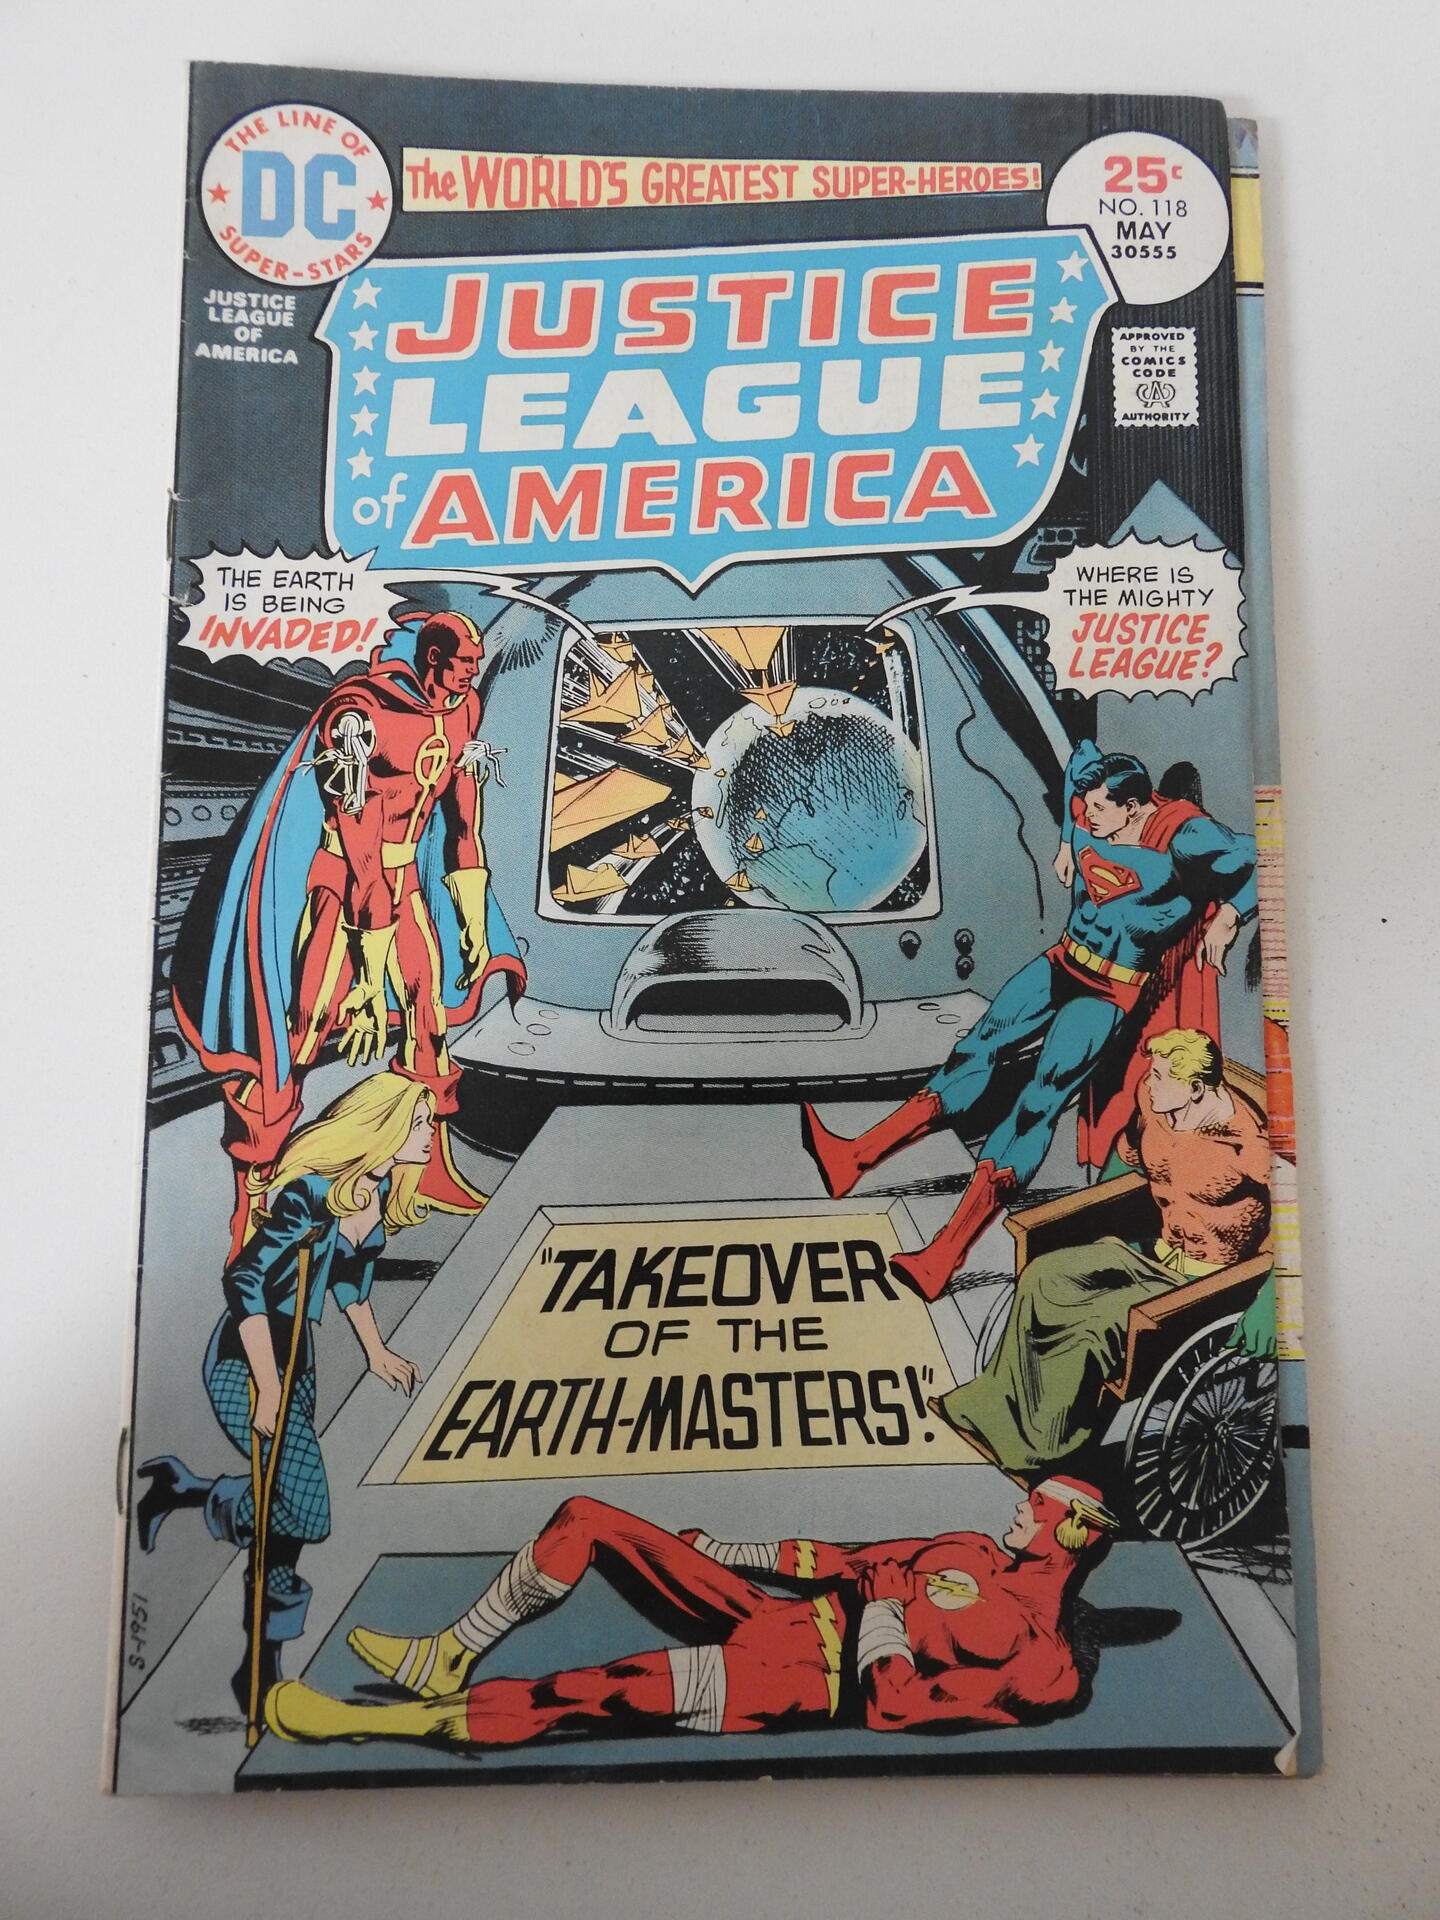 THE LINE OF
DC
SUPER-STARS
The WORLD'S GREATEST SUPER-HEROES!
25¢
NO. 118
MAY
30555
JUSTICE
LEAGUE
OF
AMERICA
JUSTICE
LEAGUE
of AMERICA
APPROVED
BY THE
COMICS
CODE
CA
AUTHORITY
THE EARTH
IS BEING
INVADED!
WHERE IS
THE MIGHTY
JUSTICE
LEAGUE?
S
"TAKEOVER
OF THE
EARTH-MASTERS!"
S-1951